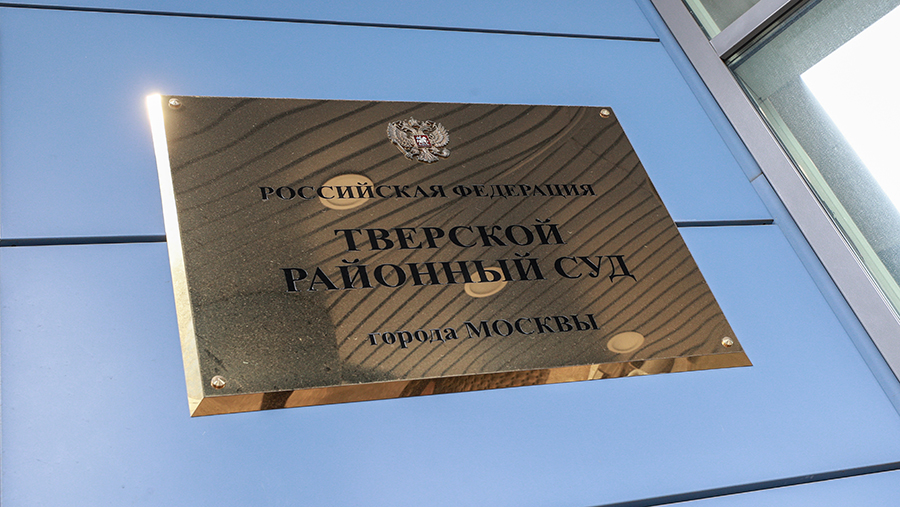 РОССИЙСКАЯ ФЕДЕРАЦИЯ
ТВЕРСКОЙ
РАЙОННЫЙ СУД
города МОСКВЫ